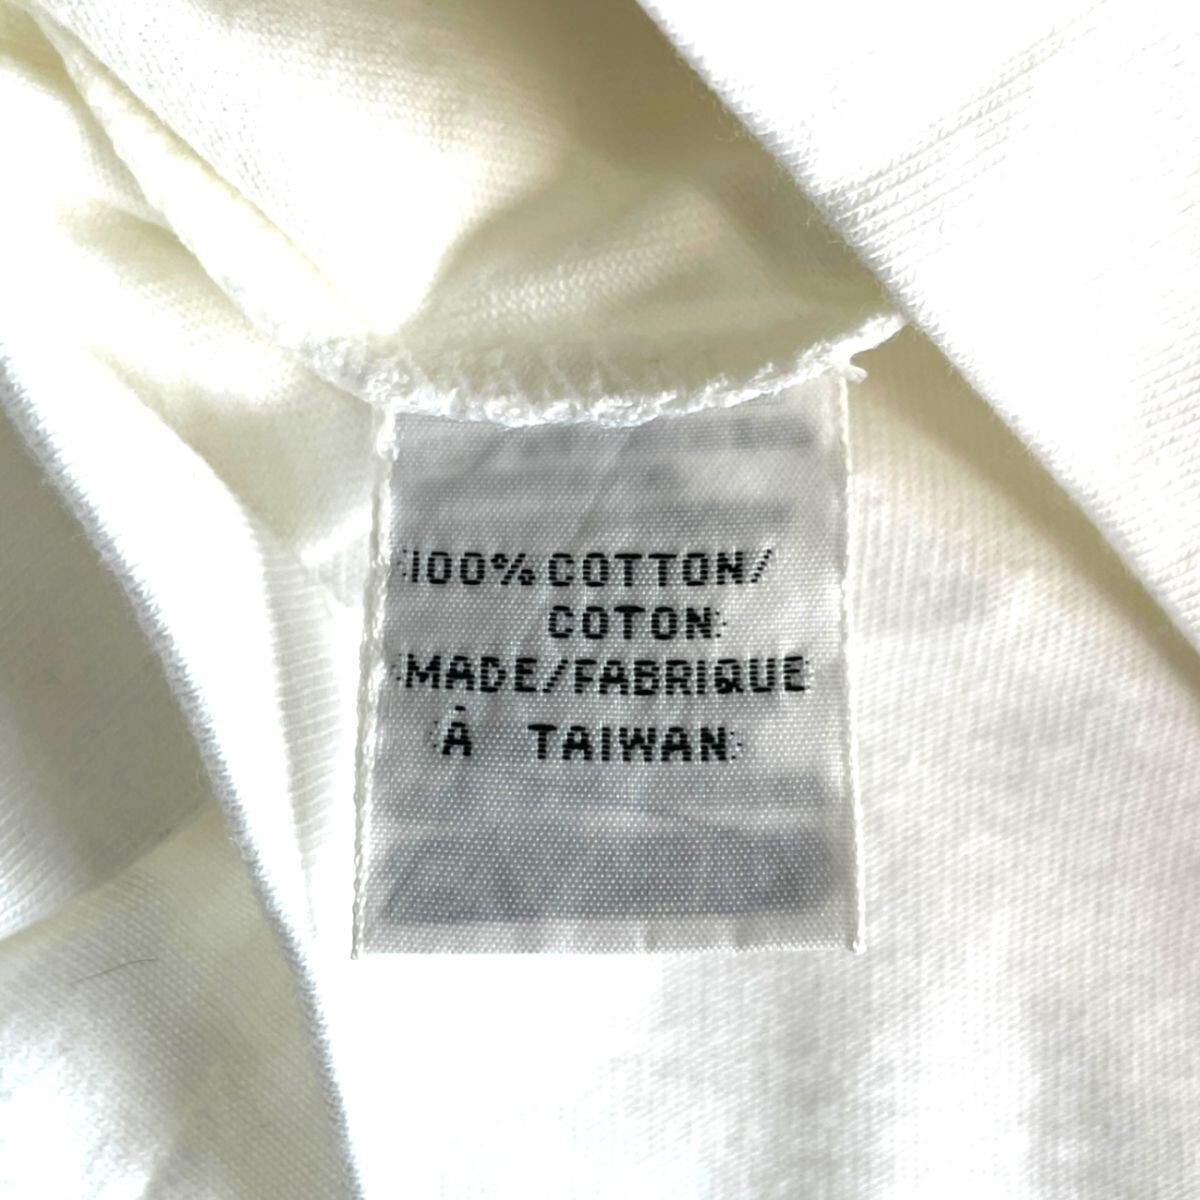 100% COTTON/
COTON
MADE/FABRIQUE
À TAIWAN